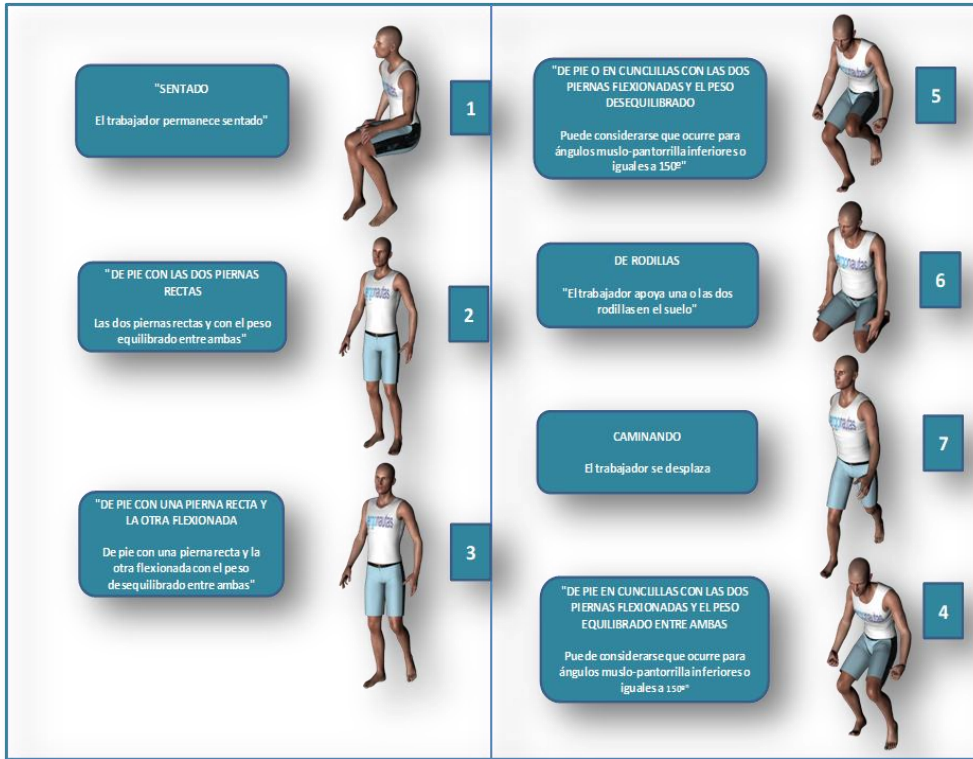 "SENTADO
El trabajador permanece sentado"
1
"DE PIE CON LAS DOS PIERNAS
RECTAS
Las dos piernas rectas y con el peso
equilibrado entre ambas"
argonautas
2
"DE PIE CON UNA PIERNA RECTA Y
LA OTRA FLEXIONADA
De pie con una pierna recta y la
otra flexionada con el peso
desequilibrado entre ambas"
3
"DE PIE O EN CUNCLILLAS CON LAS DOS
PIERNAS FLEXIONADAS Y EL PESO
DESEQUILIBRADO
Puede considerarse que ocurre para
ángulos muslo-pantorrilla inferiores o
iguales a 150º"
5
DE RODILLAS
"El trabajador apoya una o las dos
rodillas en el suelo"
6
CAMINANDO
El trabajador se desplaza
7
"DE PIE EN CUNCLILLAS CON LAS DOS
PIERNAS FLEXIONADAS Y EL PESO
EQUILIBRADO ENTRE AMBAS
Puede considerarse que ocurre para
ángulos muslo-pantorrilla inferiores o
iguales a 150º"
4